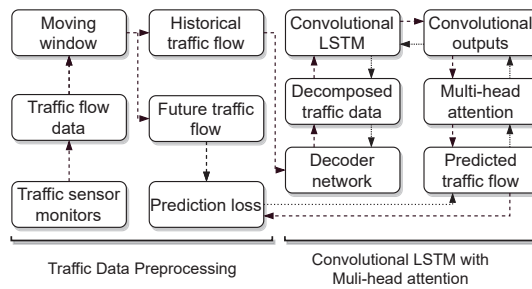 Moving
window
Historical
traffic flow
Convolutional
LSTM
Convolutional
outputs
Traffic flow
data
Future traffic
flow
Decomposed
traffic data
Multi-head
attention
Traffic sensor
monitors
Prediction loss
Decoder
network
Predicted
traffic flow
Traffic Data Preprocessing
Convolutional LSTM with
Muli-head attention